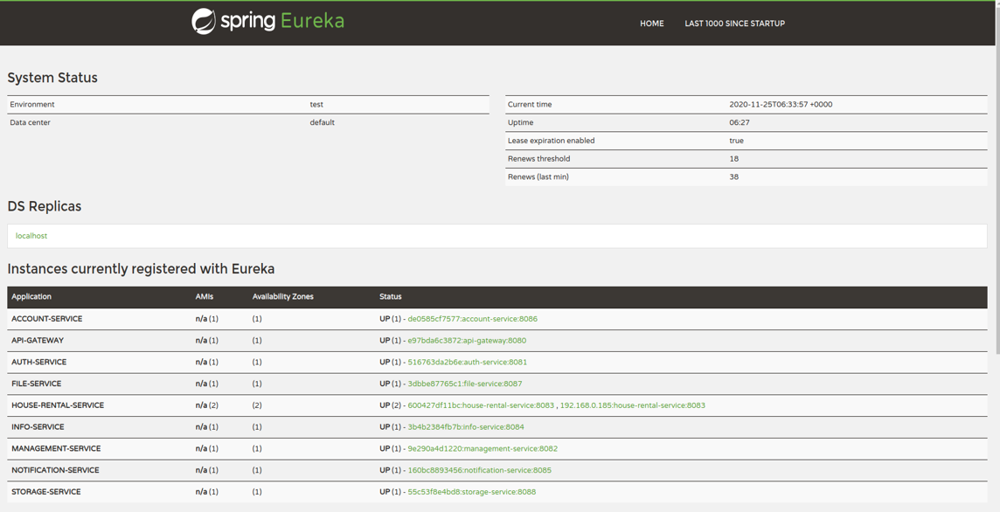 spring Eureka HOME LAST 1000 SINCE STARTUP
System Status
Environment test
Data center default
Current time 2020-11-25T06:33:57 +0000
Uptime 06:27
Lease expiration enabled true
Renews threshold 18
Renews (last min) 38
DS Replicas
localhost
Instances currently registered with Eureka
Application AMIs Availability Zones Status
ACCOUNT-SERVICE n/a (1) (1) UP (1) - de0585cf7577:account-service:8086
API-GATEWAY n/a (1) (1) UP (1) - e97bda6c3872:api-gateway:8080
AUTH-SERVICE n/a (1) (1) UP (1) - 516763da2b6e:auth-service:8081
FILE-SERVICE n/a (1) (1) UP (1) - 3dbbe87765c1:file-service:8087
HOUSE-RENTAL-SERVICE n/a (2) (2) UP (2) - 600427df11bc:house-rental-service:8083 , 192.168.0.185:house-rental-service:8083
INFO-SERVICE n/a (1) (1) UP (1) - 3b4b2384fb7b:info-service:8084
MANAGEMENT-SERVICE n/a (1) (1) UP (1) - 9e290a4d1220:management-service:8082
NOTIFICATION-SERVICE n/a (1) (1) UP (1) - 160bc8893456:notification-service:8085
STORAGE-SERVICE n/a (1) (1) UP (1) - 55c53f8e4bd8:storage-service:8088